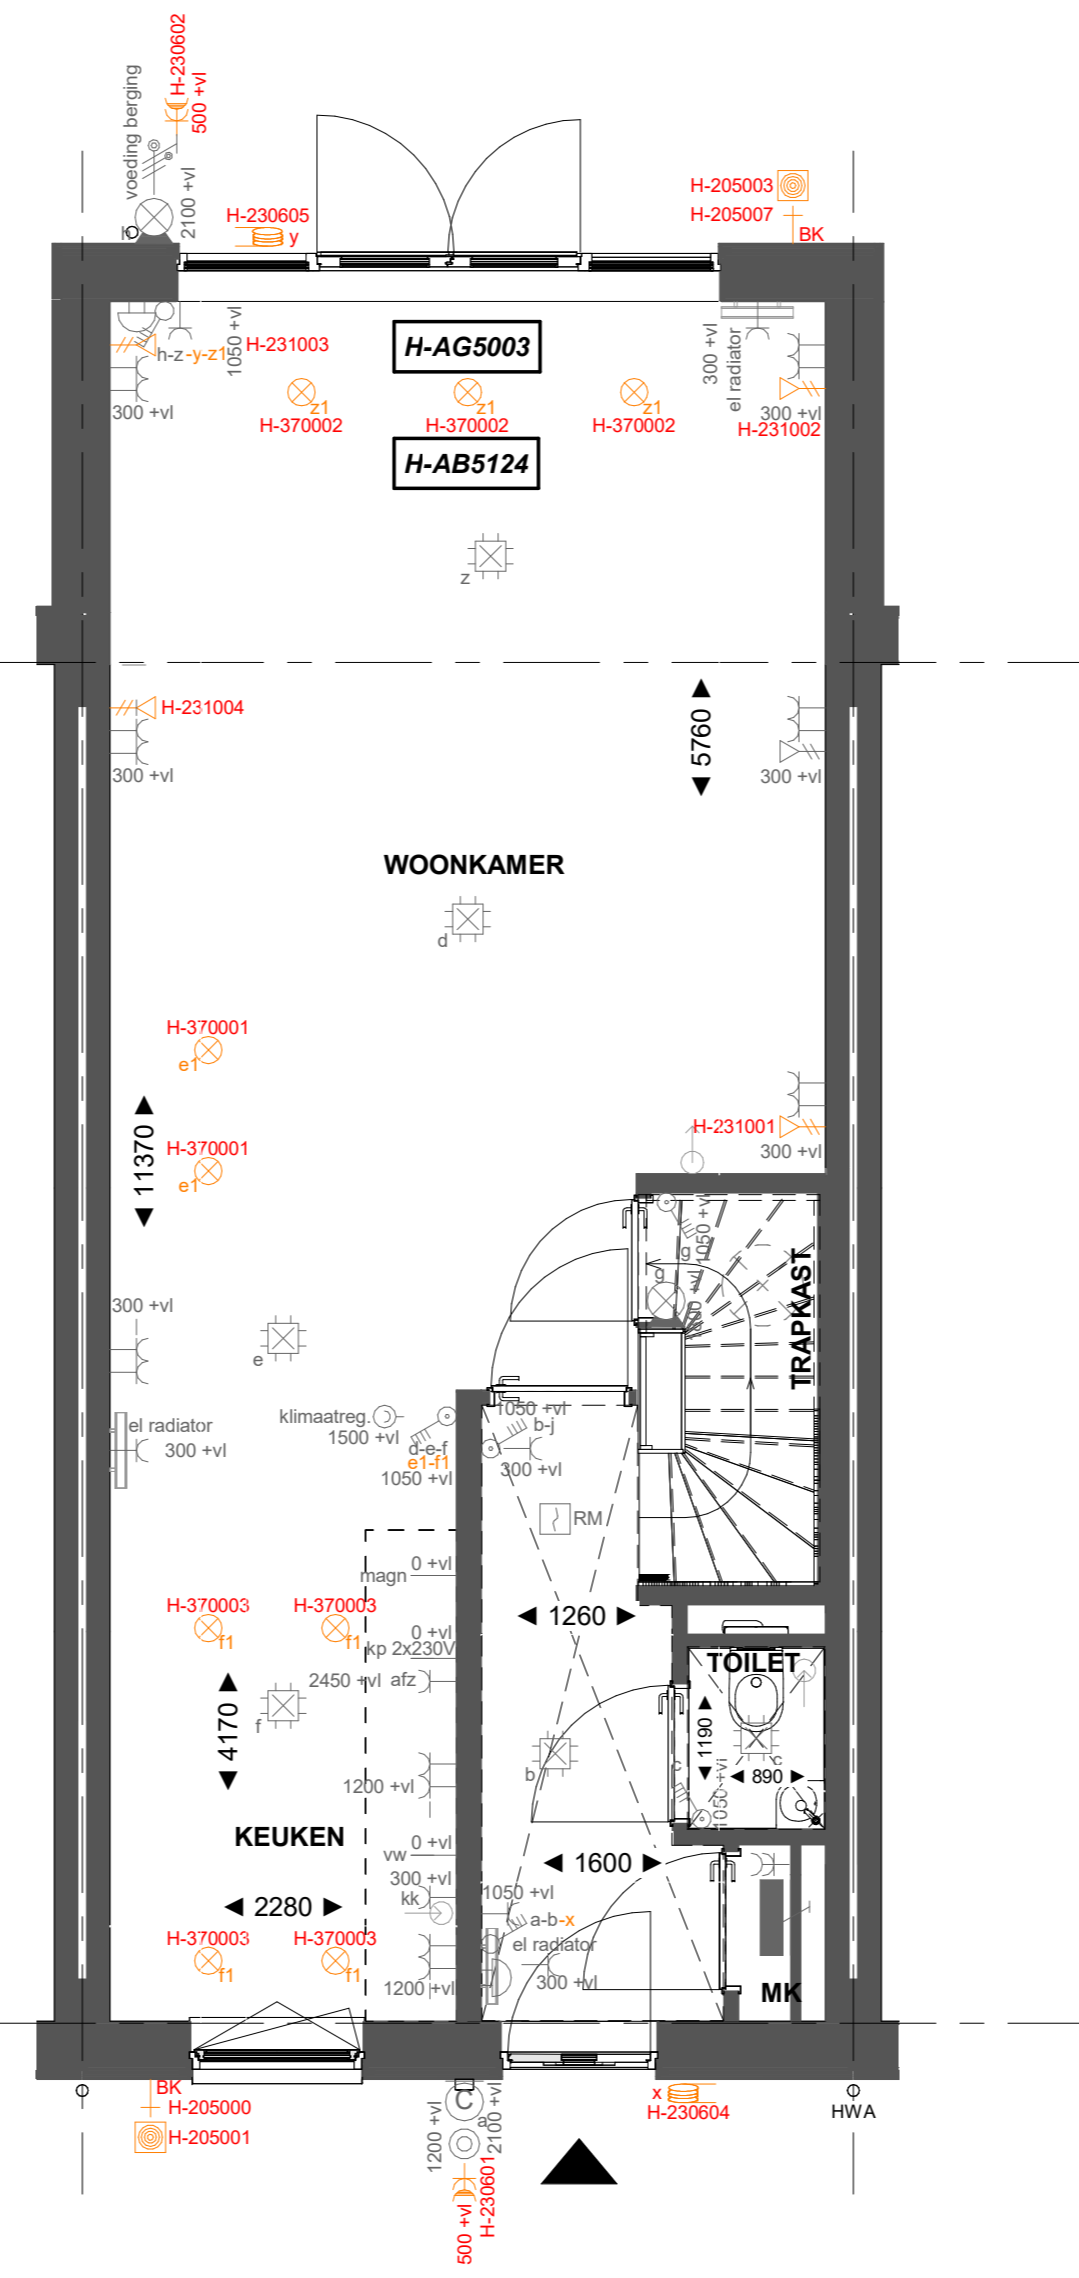 H-230602
500 +vl
voeding berging
2100 +vl
h
H-230605
y
H-205003
H-205007
BK
h-z-y-z1
1050 +vl
H-231003
300 +vl
H-AG5003
z1
z1
z1
H-370002
H-370002
H-370002
300 +vl
el radiator
300 +vl
H-231002
H-AB5124
z
H-231004
300 +vl
5760
300 +vl
WOONKAMER
d
H-370001
e1
H-370001
e1
11370
H-231001
300 +vl
g
1050 +vl
g
TRAPKAST
300 +vl
e
el radiator
300 +vl
klimaatreg.
1500 +vl
d-e-f
e1-f1
1050 +vl
1050 +vl
b-j
300 +vl
RM
magn
0 +vl
1260
H-370003
H-370003
f1
f1
0 +vl
kp 2x230V
2450 +vl afz
4170
f
TOILET
1190
c
890
c
1050 +vl
b
1200 +vl
KEUKEN
0 +vl
vw
300 +vl
kk
1600
2280
1050 +vl
a-b-x
el radiator
300 +vl
H-370003
H-370003
f1
f1
1200 +vl
MK
BK
H-205000
H-205001
C
a
1200 +vl
2100 +vl
500 +vl
H-230601
x
H-230604
HWA